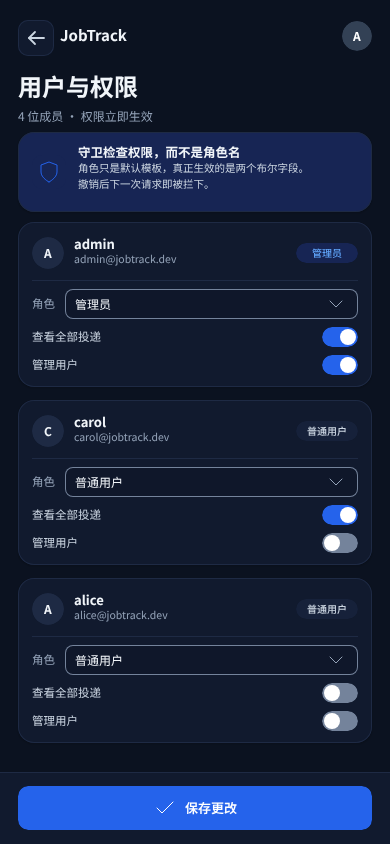 JobTrack
A
用户与权限
4 位成员 • 权限立即生效
守卫检查权限，而不是角色名
角色只是默认模板，真正生效的是两个布尔字段。
撤销后下一次请求即被拦下。
A
admin
admin@jobtrack.dev
管理员
角色
管理员
查看全部投递
管理用户
C
carol
carol@jobtrack.dev
普通用户
角色
普通用户
查看全部投递
管理用户
A
alice
alice@jobtrack.dev
普通用户
角色
普通用户
查看全部投递
管理用户
保存更改